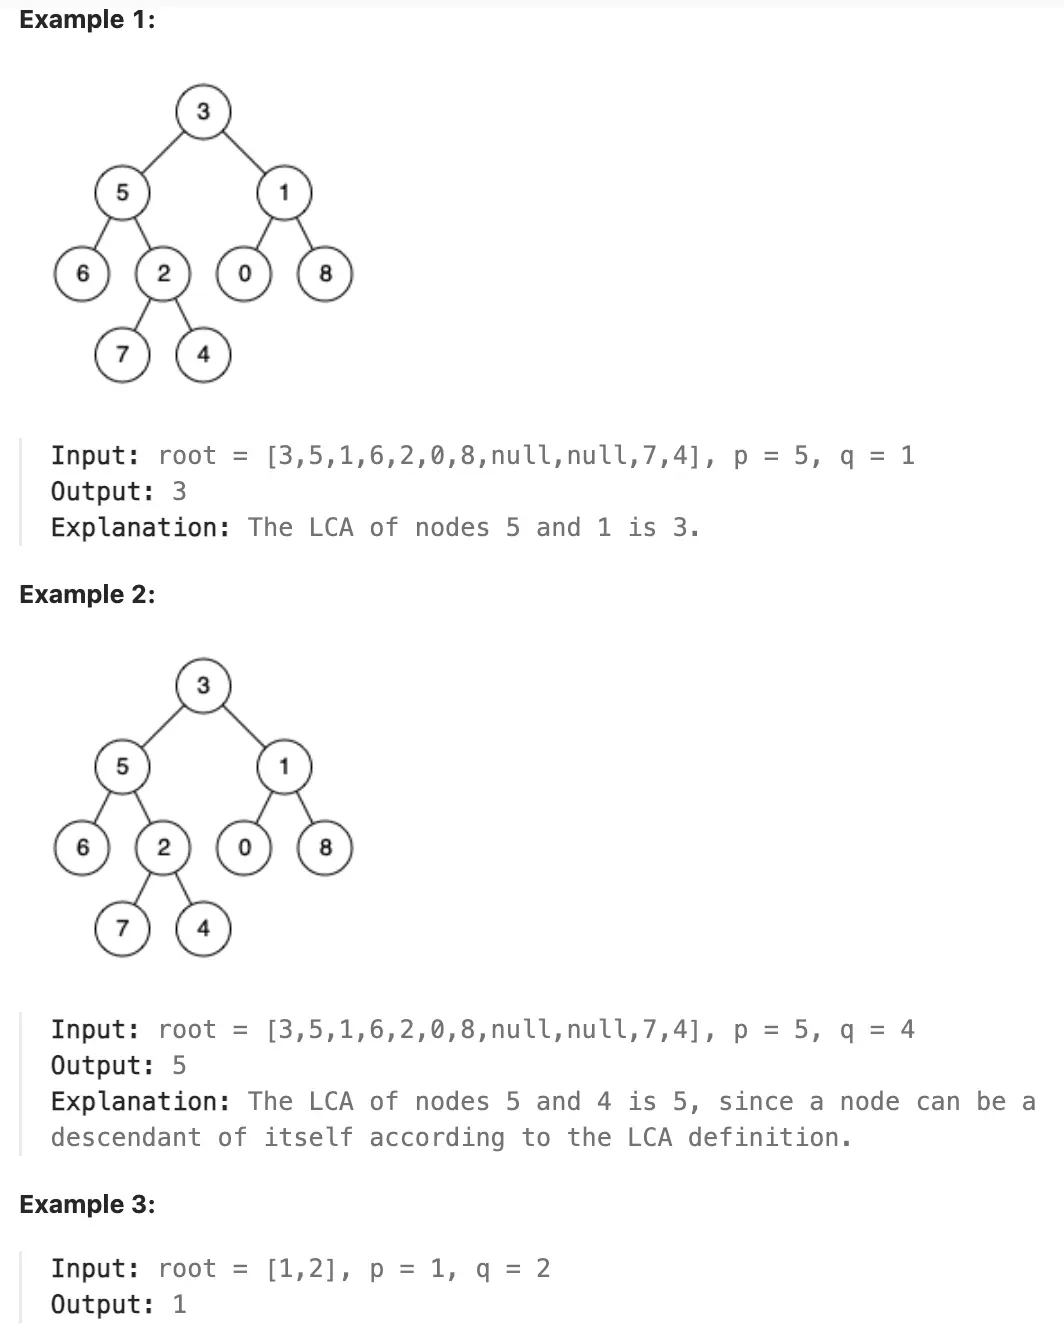 Example 1:
3
5 1
6 2 0 8
7 4
Input: root = [3,5,1,6,2,0,8,null,null,7,4], p = 5, q = 1
Output: 3
Explanation: The LCA of nodes 5 and 1 is 3.
Example 2:
3
5 1
6 2 0 8
7 4
Input: root = [3,5,1,6,2,0,8,null,null,7,4], p = 5, q = 4
Output: 5
Explanation: The LCA of nodes 5 and 4 is 5, since a node can be a
descendant of itself according to the LCA definition.
Example 3:
Input: root = [1,2], p = 1, q = 2
Output: 1